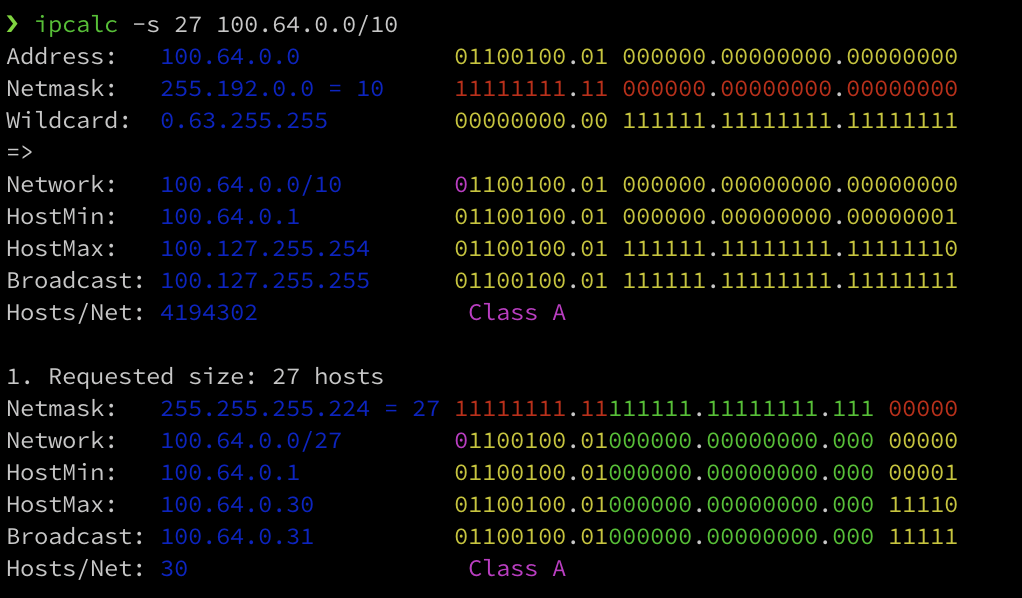 ❯ ipcalc -s 27 100.64.0.0/10
Address:   100.64.0.0           01100100.01 000000.00000000.00000000
Netmask:   255.192.0.0 = 10     11111111.11 000000.00000000.00000000
Wildcard:  0.63.255.255         00000000.00 111111.11111111.11111111
=>
Network:   100.64.0.0/10        01100100.01 000000.00000000.00000000
HostMin:   100.64.0.1           01100100.01 000000.00000000.00000001
HostMax:   100.127.255.254      01100100.01 111111.11111111.11111110
Broadcast: 100.127.255.255      01100100.01 111111.11111111.11111111
Hosts/Net: 4194302               Class A

1. Requested size: 27 hosts
Netmask:   255.255.255.224 = 27 11111111.11111111.11111111.111 00000
Network:   100.64.0.0/27        01100100.01000000.00000000.000 00000
HostMin:   100.64.0.1           01100100.01000000.00000000.000 00001
HostMax:   100.64.0.30          01100100.01000000.00000000.000 11110
Broadcast: 100.64.0.31          01100100.01000000.00000000.000 11111
Hosts/Net: 30                    Class A